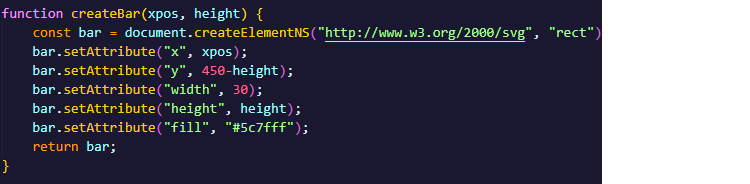 function createBar(xpos, height) {
    const bar = document.createElementNS("http://www.w3.org/2000/svg", "rect")
    bar.setAttribute("x", xpos);
    bar.setAttribute("y", 450-height);
    bar.setAttribute("width", 30);
    bar.setAttribute("height", height);
    bar.setAttribute("fill", "#5c7fff");
    return bar;
}